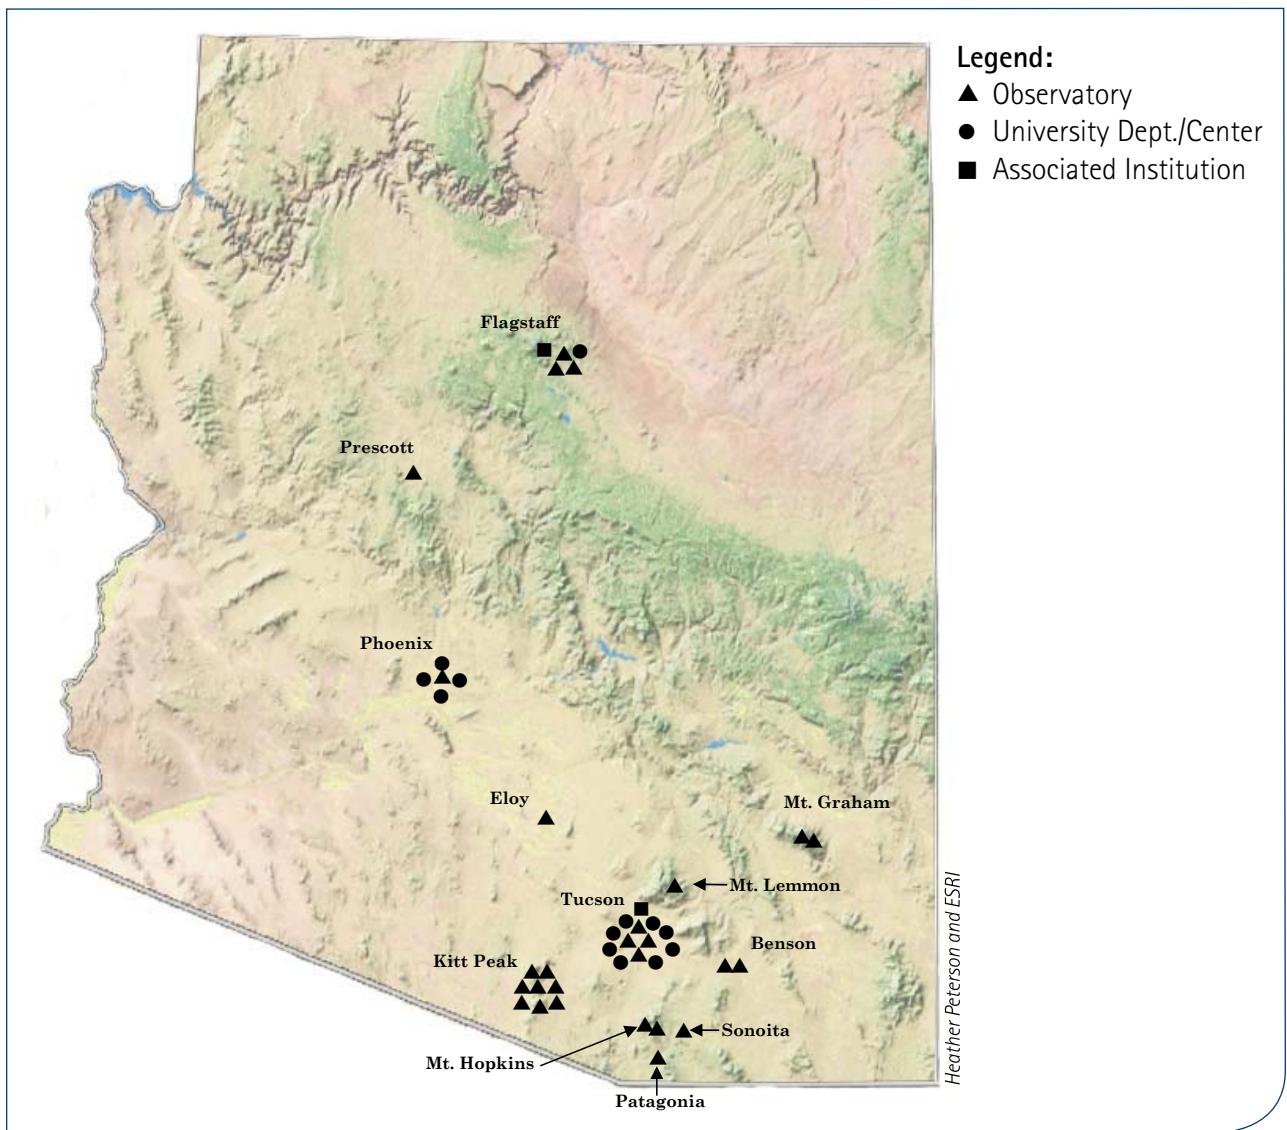 Legend:
Observatory
University Dept./Center
Associated Institution
Flagstaff
Prescott
Phoenix
Eloy
Mt. Graham
Mt. Lemmon
Tucson
Benson
Kitt Peak
Sonoita
Mt. Hopkins
Patagonia
Heather Peterson and ESRI